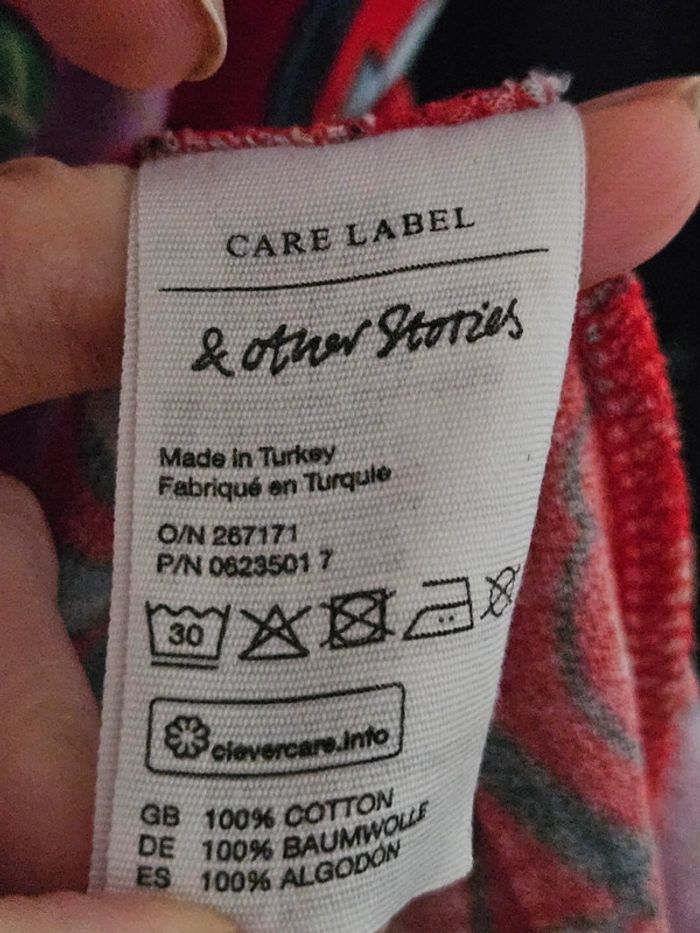 CARE LABEL
& other Stories
Made in Turkey
Fabriqué en Turquie
O/N 267171
P/N 0623501 7
30
clevercare.info
GB 100% COTTON
DE 100% BAUMWOLLE
ES 100% ALGODÓN